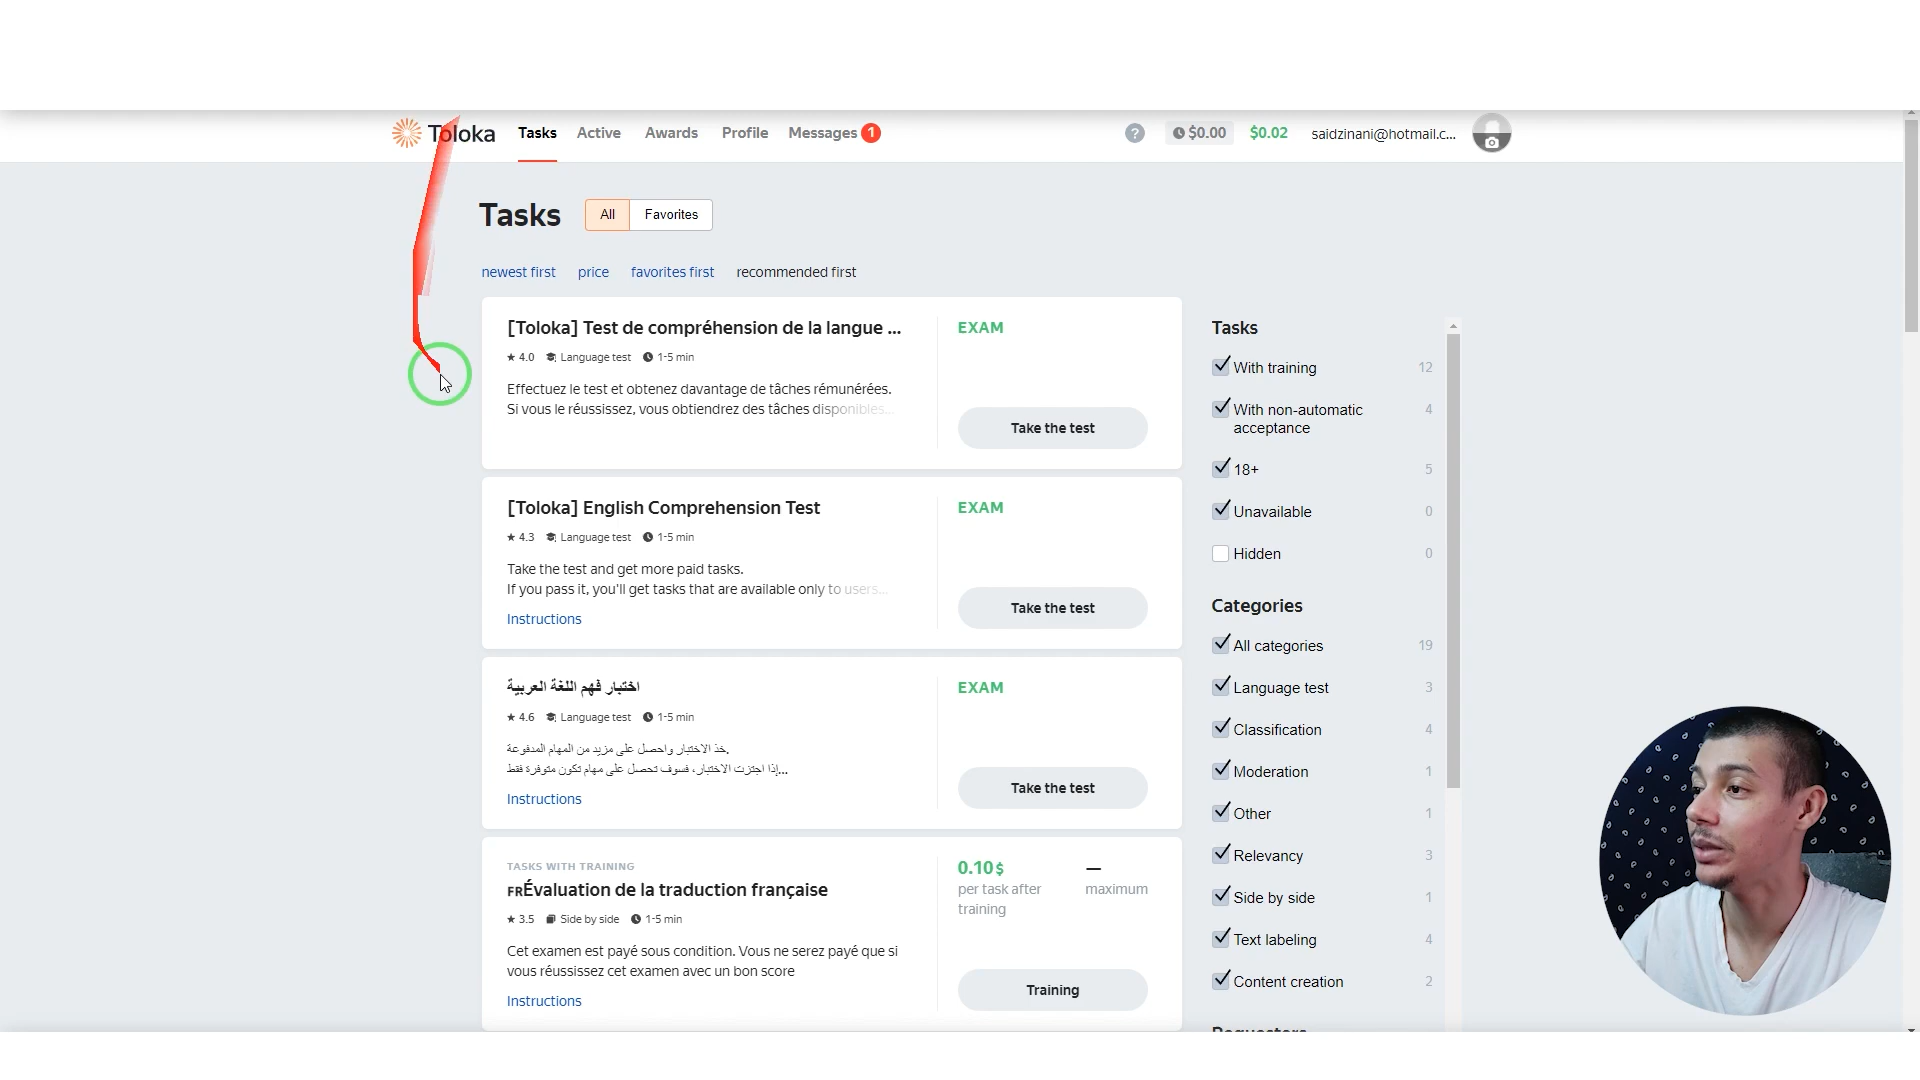 Toloka
Tasks
Active
Awards
Profile
Messages 1
?
$0.00
$0.02
saidzinani@hotmail.c...
Tasks
All
Favorites
newest first
price
favorites first
recommended first
[Toloka] Test de compréhension de la langue ...
4.0 Language test 1-5 min
Effectuez le test et obtenez davantage de tâches rémunérées.
Si vous le réussissez, vous obtiendrez des tâches disponibles...
EXAM
Take the test
[Toloka] English Comprehension Test
4.3 Language test 1-5 min
Take the test and get more paid tasks.
If you pass it, you'll get tasks that are available only to users...
Instructions
EXAM
Take the test
اختبار فهم اللغة العربية
4.6 Language test 1-5 min
خذ الاختبار واحصل على مزيد من المهام المدفوعة.
إذا اجتزت الاختبار، فسوف تحصل على مهام تكون متوفرة فقط...
Instructions
EXAM
Take the test
TASKS WITH TRAINING
FRÉvaluation de la traduction française
3.5 Side by side 1-5 min
Cet examen est payé sous condition. Vous ne serez payé que si
vous réussissez cet examen avec un bon score
Instructions
0.10$
per task after
training
—
maximum
Training
Tasks
With training 12
With non-automatic
acceptance 4
18+ 5
Unavailable 0
Hidden 0
Categories
All categories 19
Language test 3
Classification 4
Moderation 1
Other 1
Relevancy 3
Side by side 1
Text labeling 4
Content creation 2